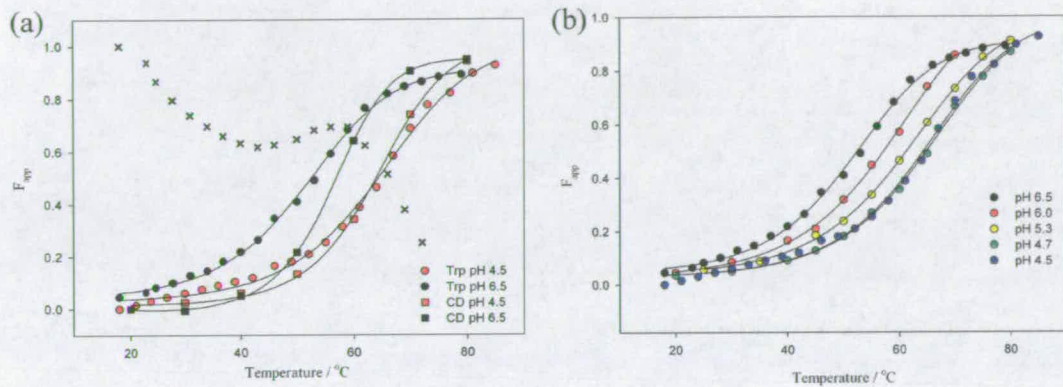 (a)
1.0
0.8
0.6
0.4
0.2
0.0
F_app
20
40
60
80
Temperature / °C
Trp pH 4.5
Trp pH 6.5
CD pH 4.5
CD pH 6.5
(b)
1.0
0.8
0.6
0.4
0.2
0.0
F_app
20
40
60
80
Temperature / °C
pH 6.5
pH 6.0
pH 5.3
pH 4.7
pH 4.5